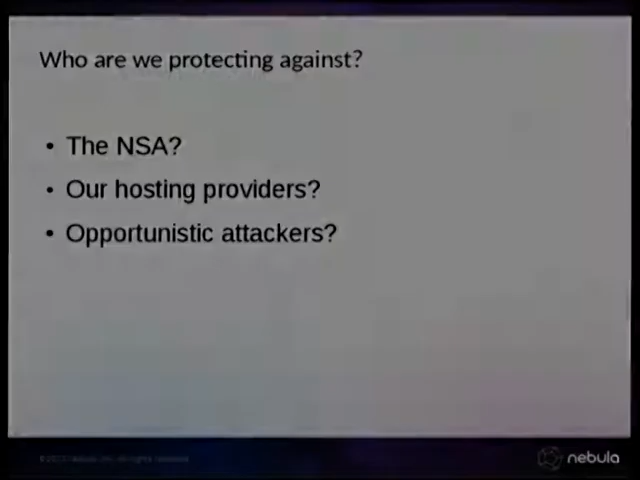 Who are we protecting against?
• The NSA?
• Our hosting providers?
• Opportunistic attackers?
nebula